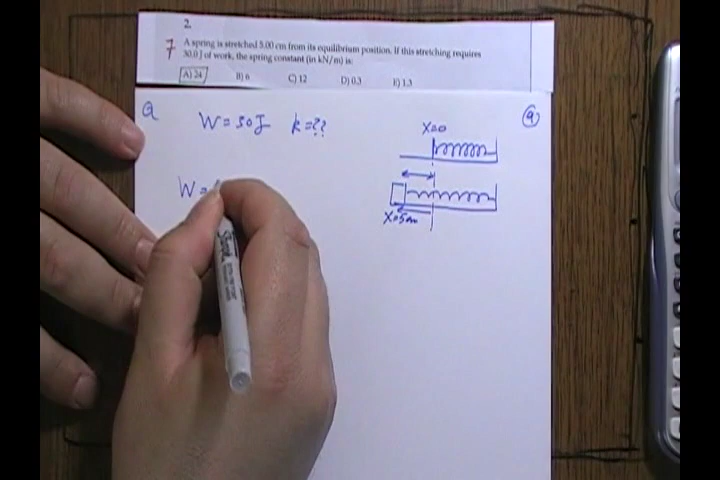 2
7 A spring is stretched 5.00 cm from its equilibrium position. If this stretching requires
30.0 J of work, the spring constant (in kN/m) is:
A) 24 B) 6 C) 12 D) 0.3 E) 1.3
Q W = 30 J k = ?? 9
X=0
W =
X=5cm